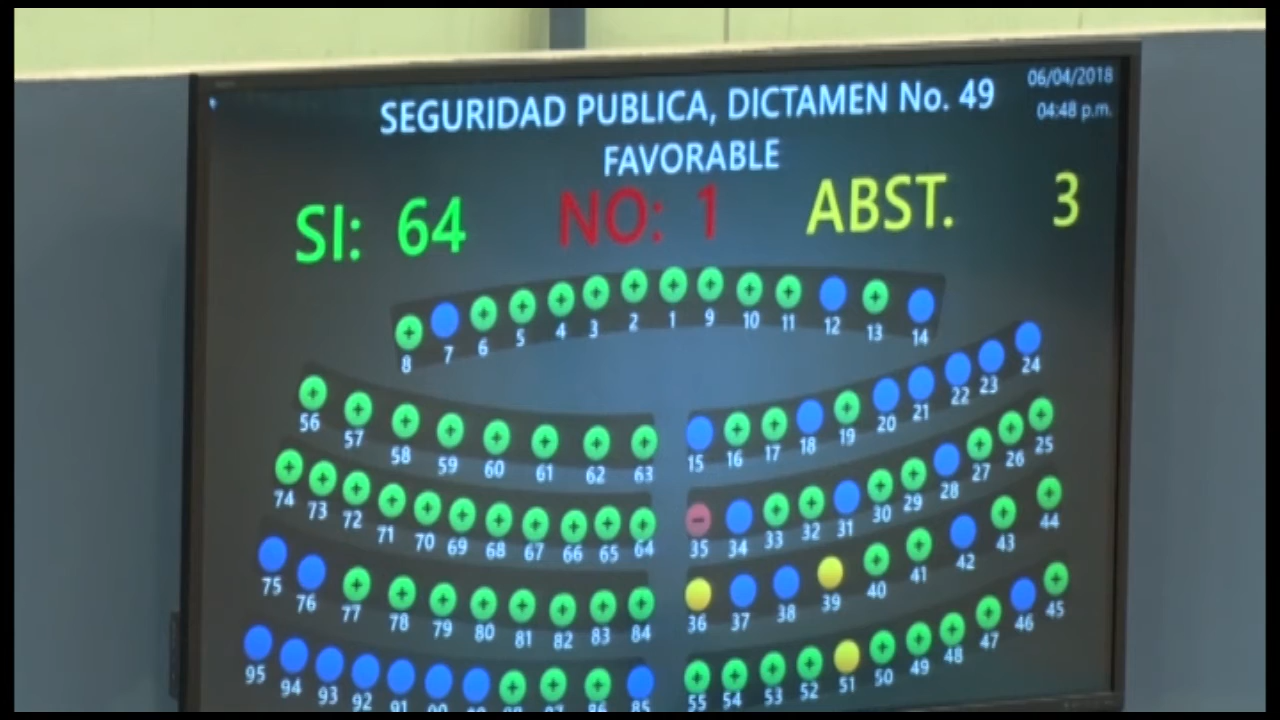 06/04/2018
SEGURIDAD PUBLICA, DICTAMEN No. 49
04:48 p.m.
FAVORABLE
SI: 64 NO: 1 ABST. 3
8 7 6 5 4 3 2 1 9 10 11 12 13 14
56 57 58 59 60 61 62 63 15 16 17 18 19 20 21 22 23 24
74 73 72 71 70 69 68 67 66 65 64 35 34 33 32 31 30 29 28 27 26 25
75 76 77 78 79 80 81 82 83 84 36 37 38 39 40 41 42 43 44
95 94 93 92 91 90 86 85 55 54 53 52 51 50 49 48 47 46 45